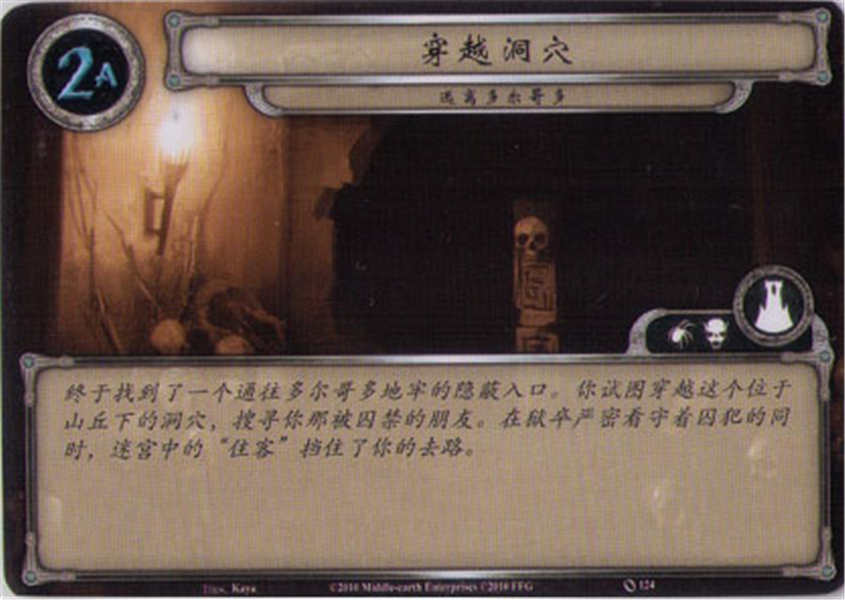 2A
穿越洞穴
逃离多尔哥多
终于找到了一个通往多尔哥多地牢的隐蔽入口。你试图穿越这个位于
山丘下的洞穴，搜寻你那被囚禁的朋友。在狱卒严密看守着囚犯的同
时，迷宫中的“住客”挡住了你的去路。
Illus. Kaya ©2010 Middle-earth Enterprises ©2010 FFG 124